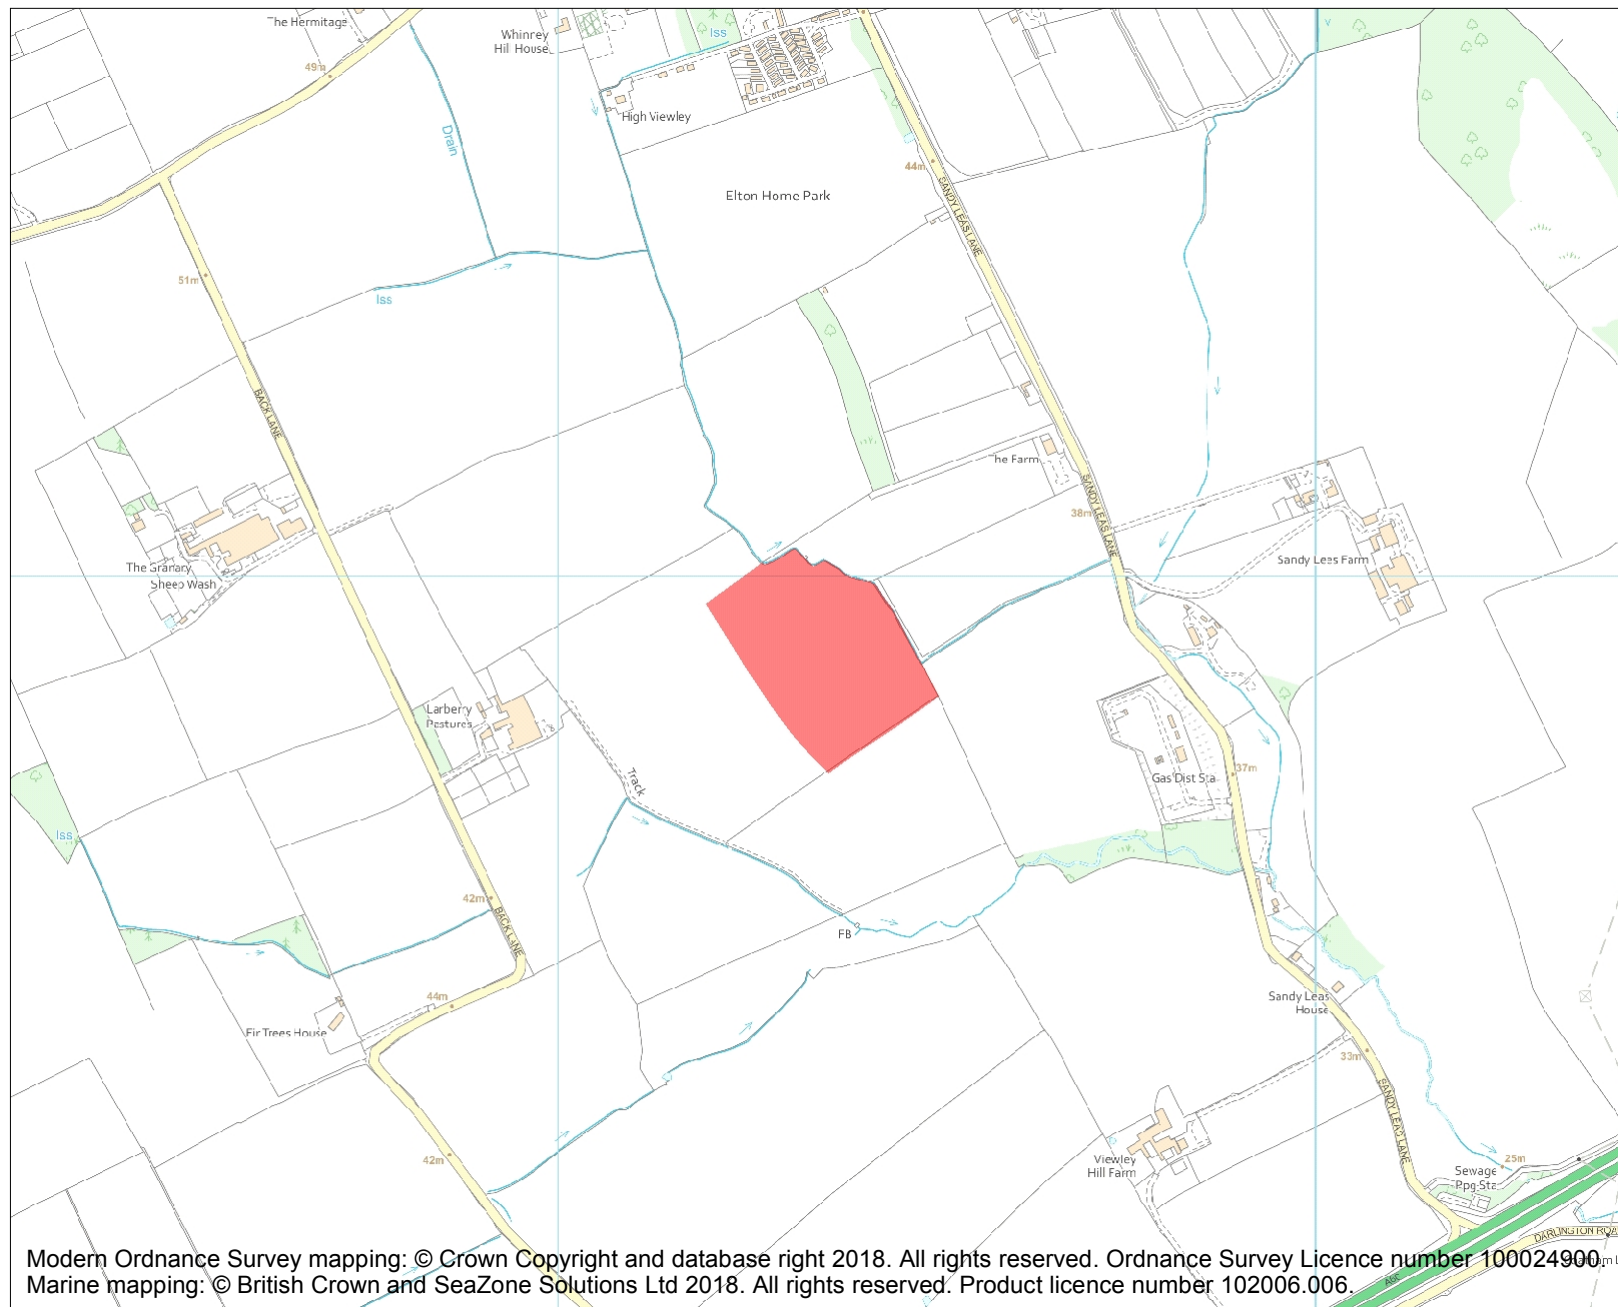 The Hermitage
Whinrey
Hill House
Iss
49m
High Viewley
Drain
44m
Elton Home Park
SANDY LEAS LANE
51m
Iss
BACK LANE
The Farm
SANDY LEAS LANE
38m
Sandy Lees Farm
The Granary
Sheep Wash
Larberry
Pastures
Track
Gas Dist Sta
37m
Iss
42m
BACK LANE
FB
44m
Fir Trees House
Sandy Leas
House
33m
SANDY LEAS LANE
42m
Viewley
Hill Farm
25m
Sewage
Ppg Sta
DARLINGTON ROA
A66
Modern Ordnance Survey mapping: © Crown Copyright and database right 2018. All rights reserved. Ordnance Survey Licence number 100024900.
Marine mapping: © British Crown and SeaZone Solutions Ltd 2018. All rights reserved. Product licence number 102006.006.